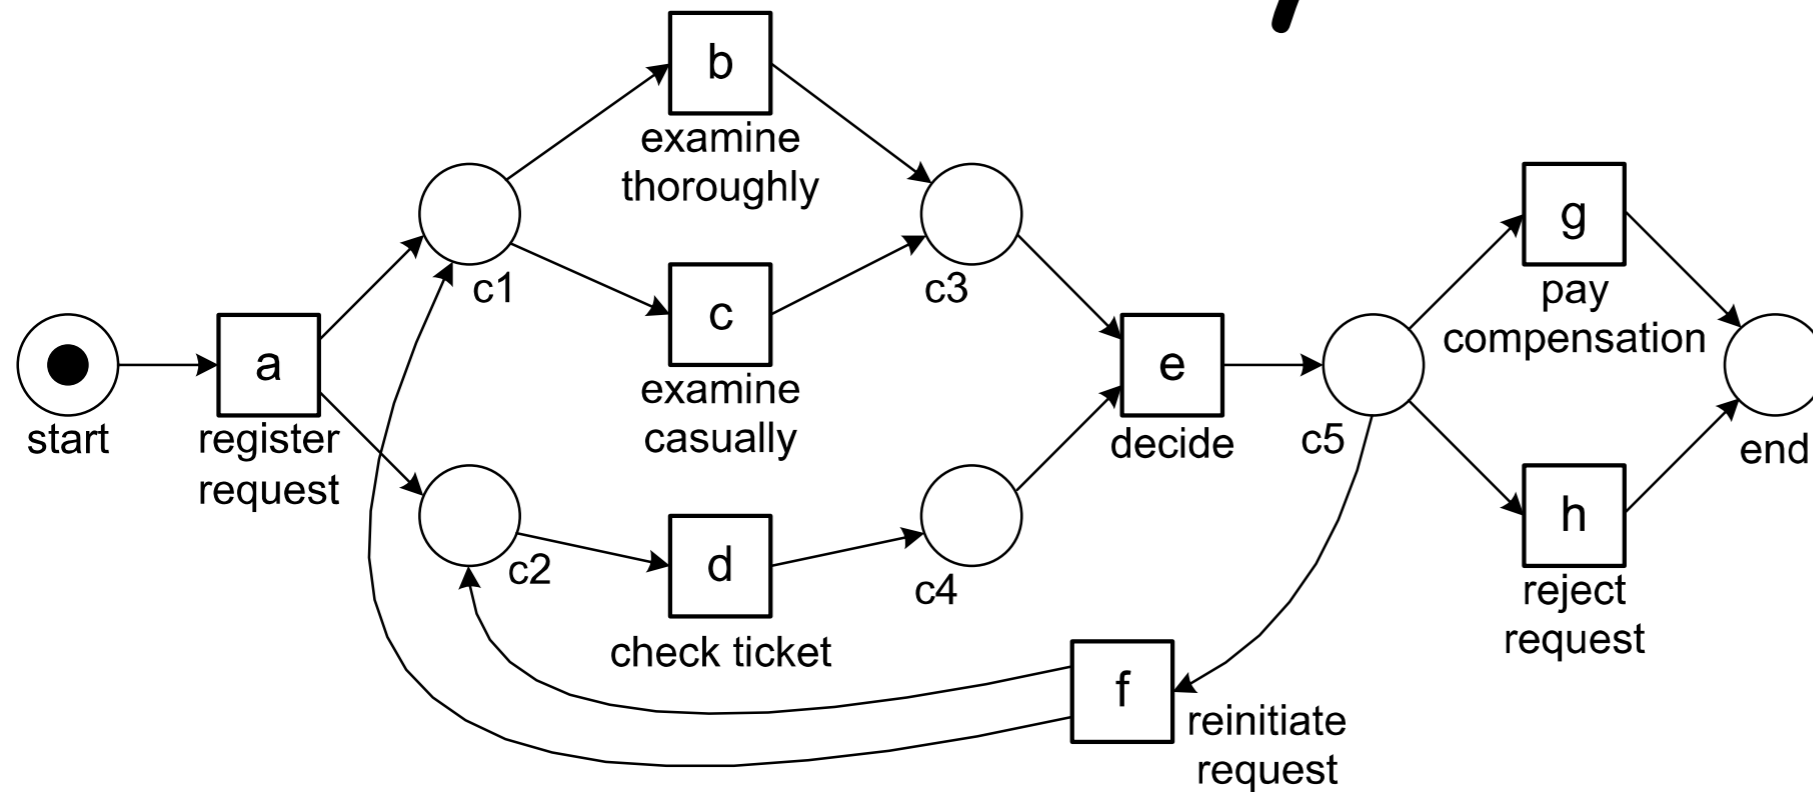 b
examine
thoroughly
c1
c
examine
casually
c3
start
a
register
request
c2
d
check ticket
c4
e
decide
c5
g
pay
compensation
h
reject
request
end
f
reinitiate
request